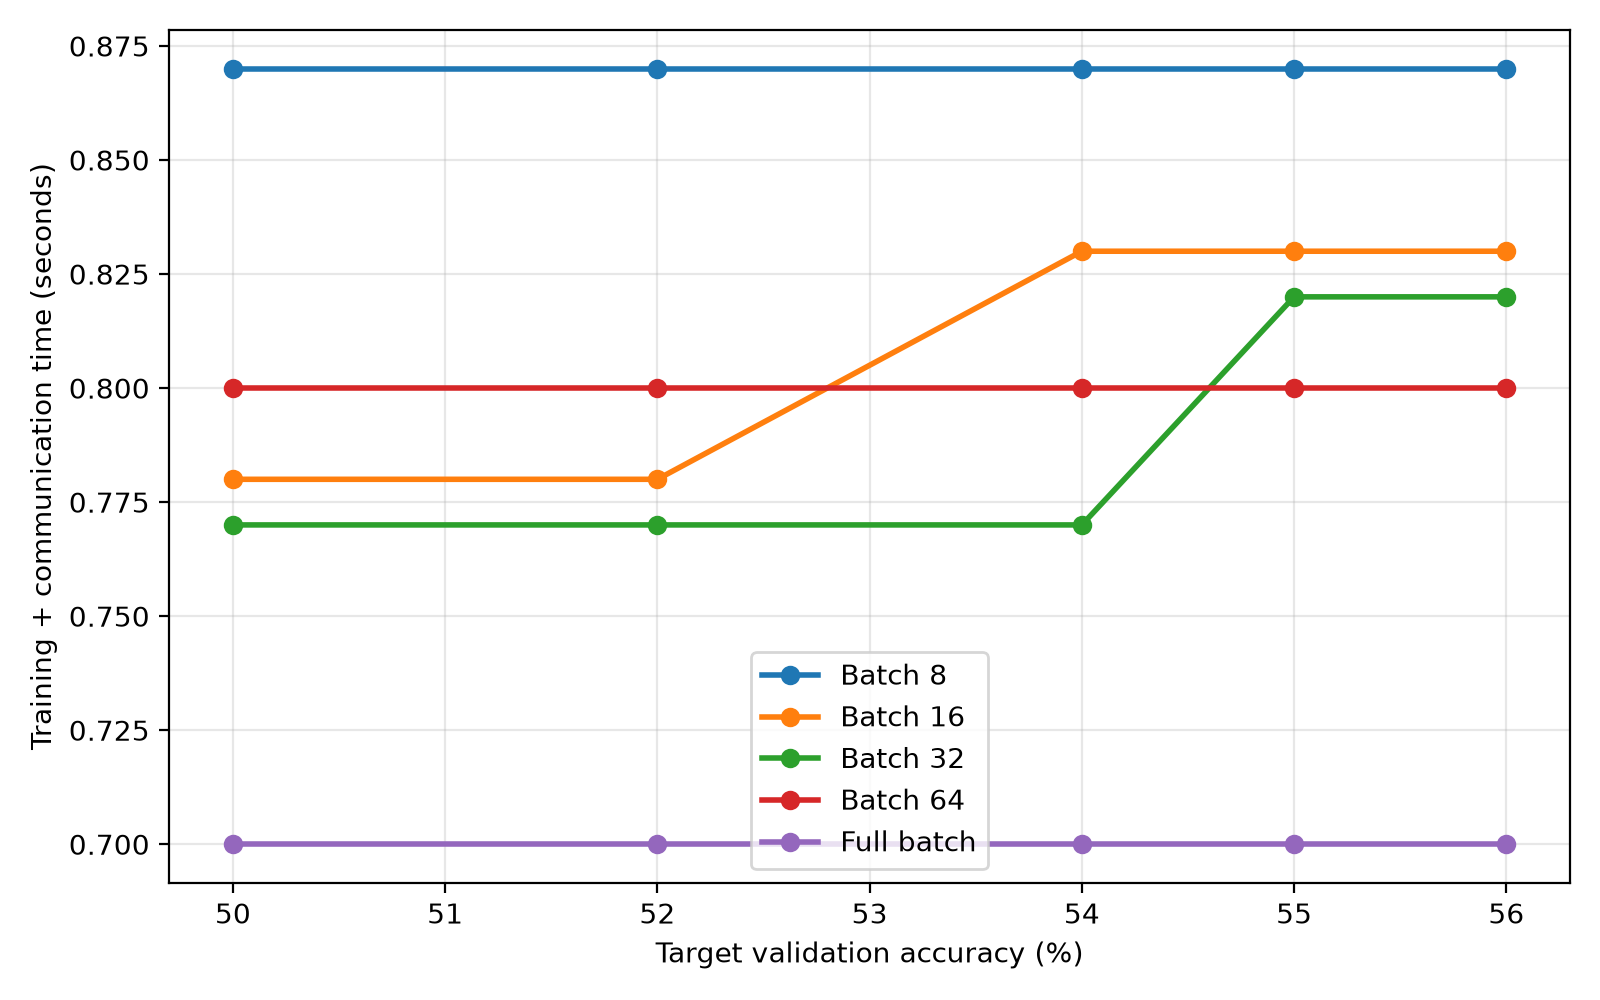 0.875
0.850
0.825
0.800
0.775
0.750
0.725
0.700
Training + communication time (seconds)
Batch 8
Batch 16
Batch 32
Batch 64
Full batch
50 51 52 53 54 55 56
Target validation accuracy (%)